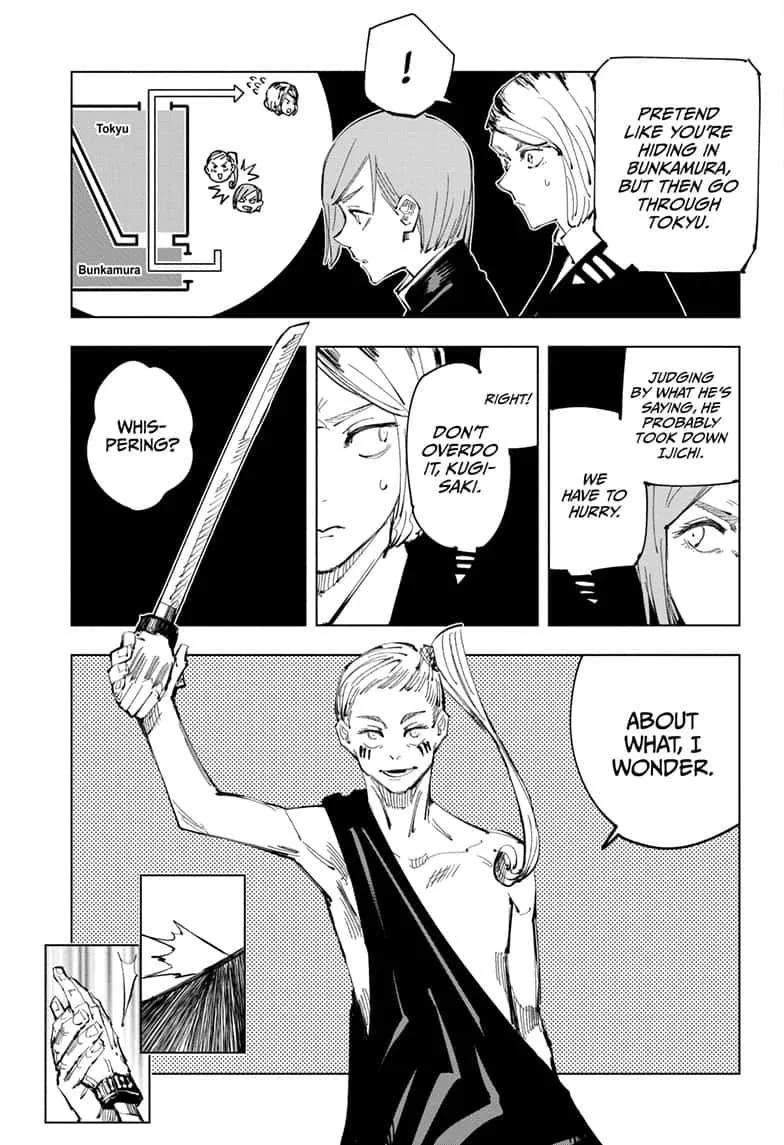 PRETEND
LIKE YOU'RE
HIDING IN
BUNKAMURA,
BUT THEN GO
THROUGH
TOKYU.
!
Tokyu
Bunkamura
JUDGING
BY WHAT HE'S
SAYING, HE
PROBABLY
TOOK DOWN
IJICHI.
WE
HAVE TO
HURRY.
RIGHT!
DON'T
OVERDO
IT, KUGI-
SAKI.
WHIS-
PERING?
ABOUT
WHAT, I
WONDER.